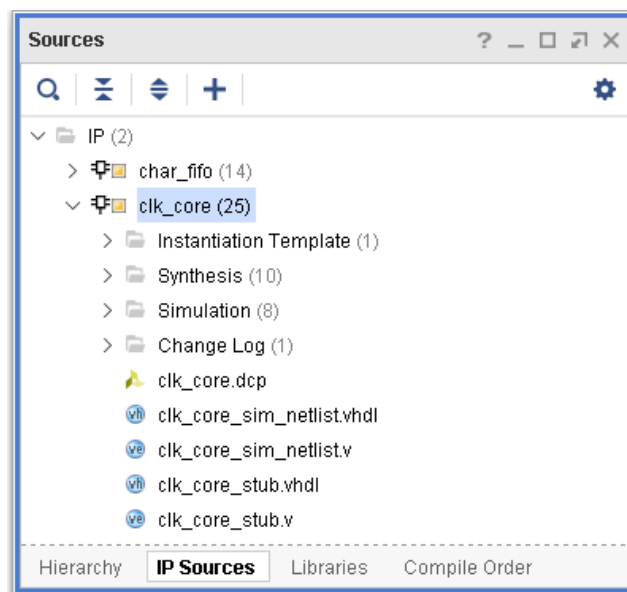 Sources
IP (2)
char_fifo (14)
clk_core (25)
Instantiation Template (1)
Synthesis (10)
Simulation (8)
Change Log (1)
clk_core.dcp
clk_core_sim_netlist.vhdl
clk_core_sim_netlist.v
clk_core_stub.vhdl
clk_core_stub.v
Hierarchy IP Sources Libraries Compile Order